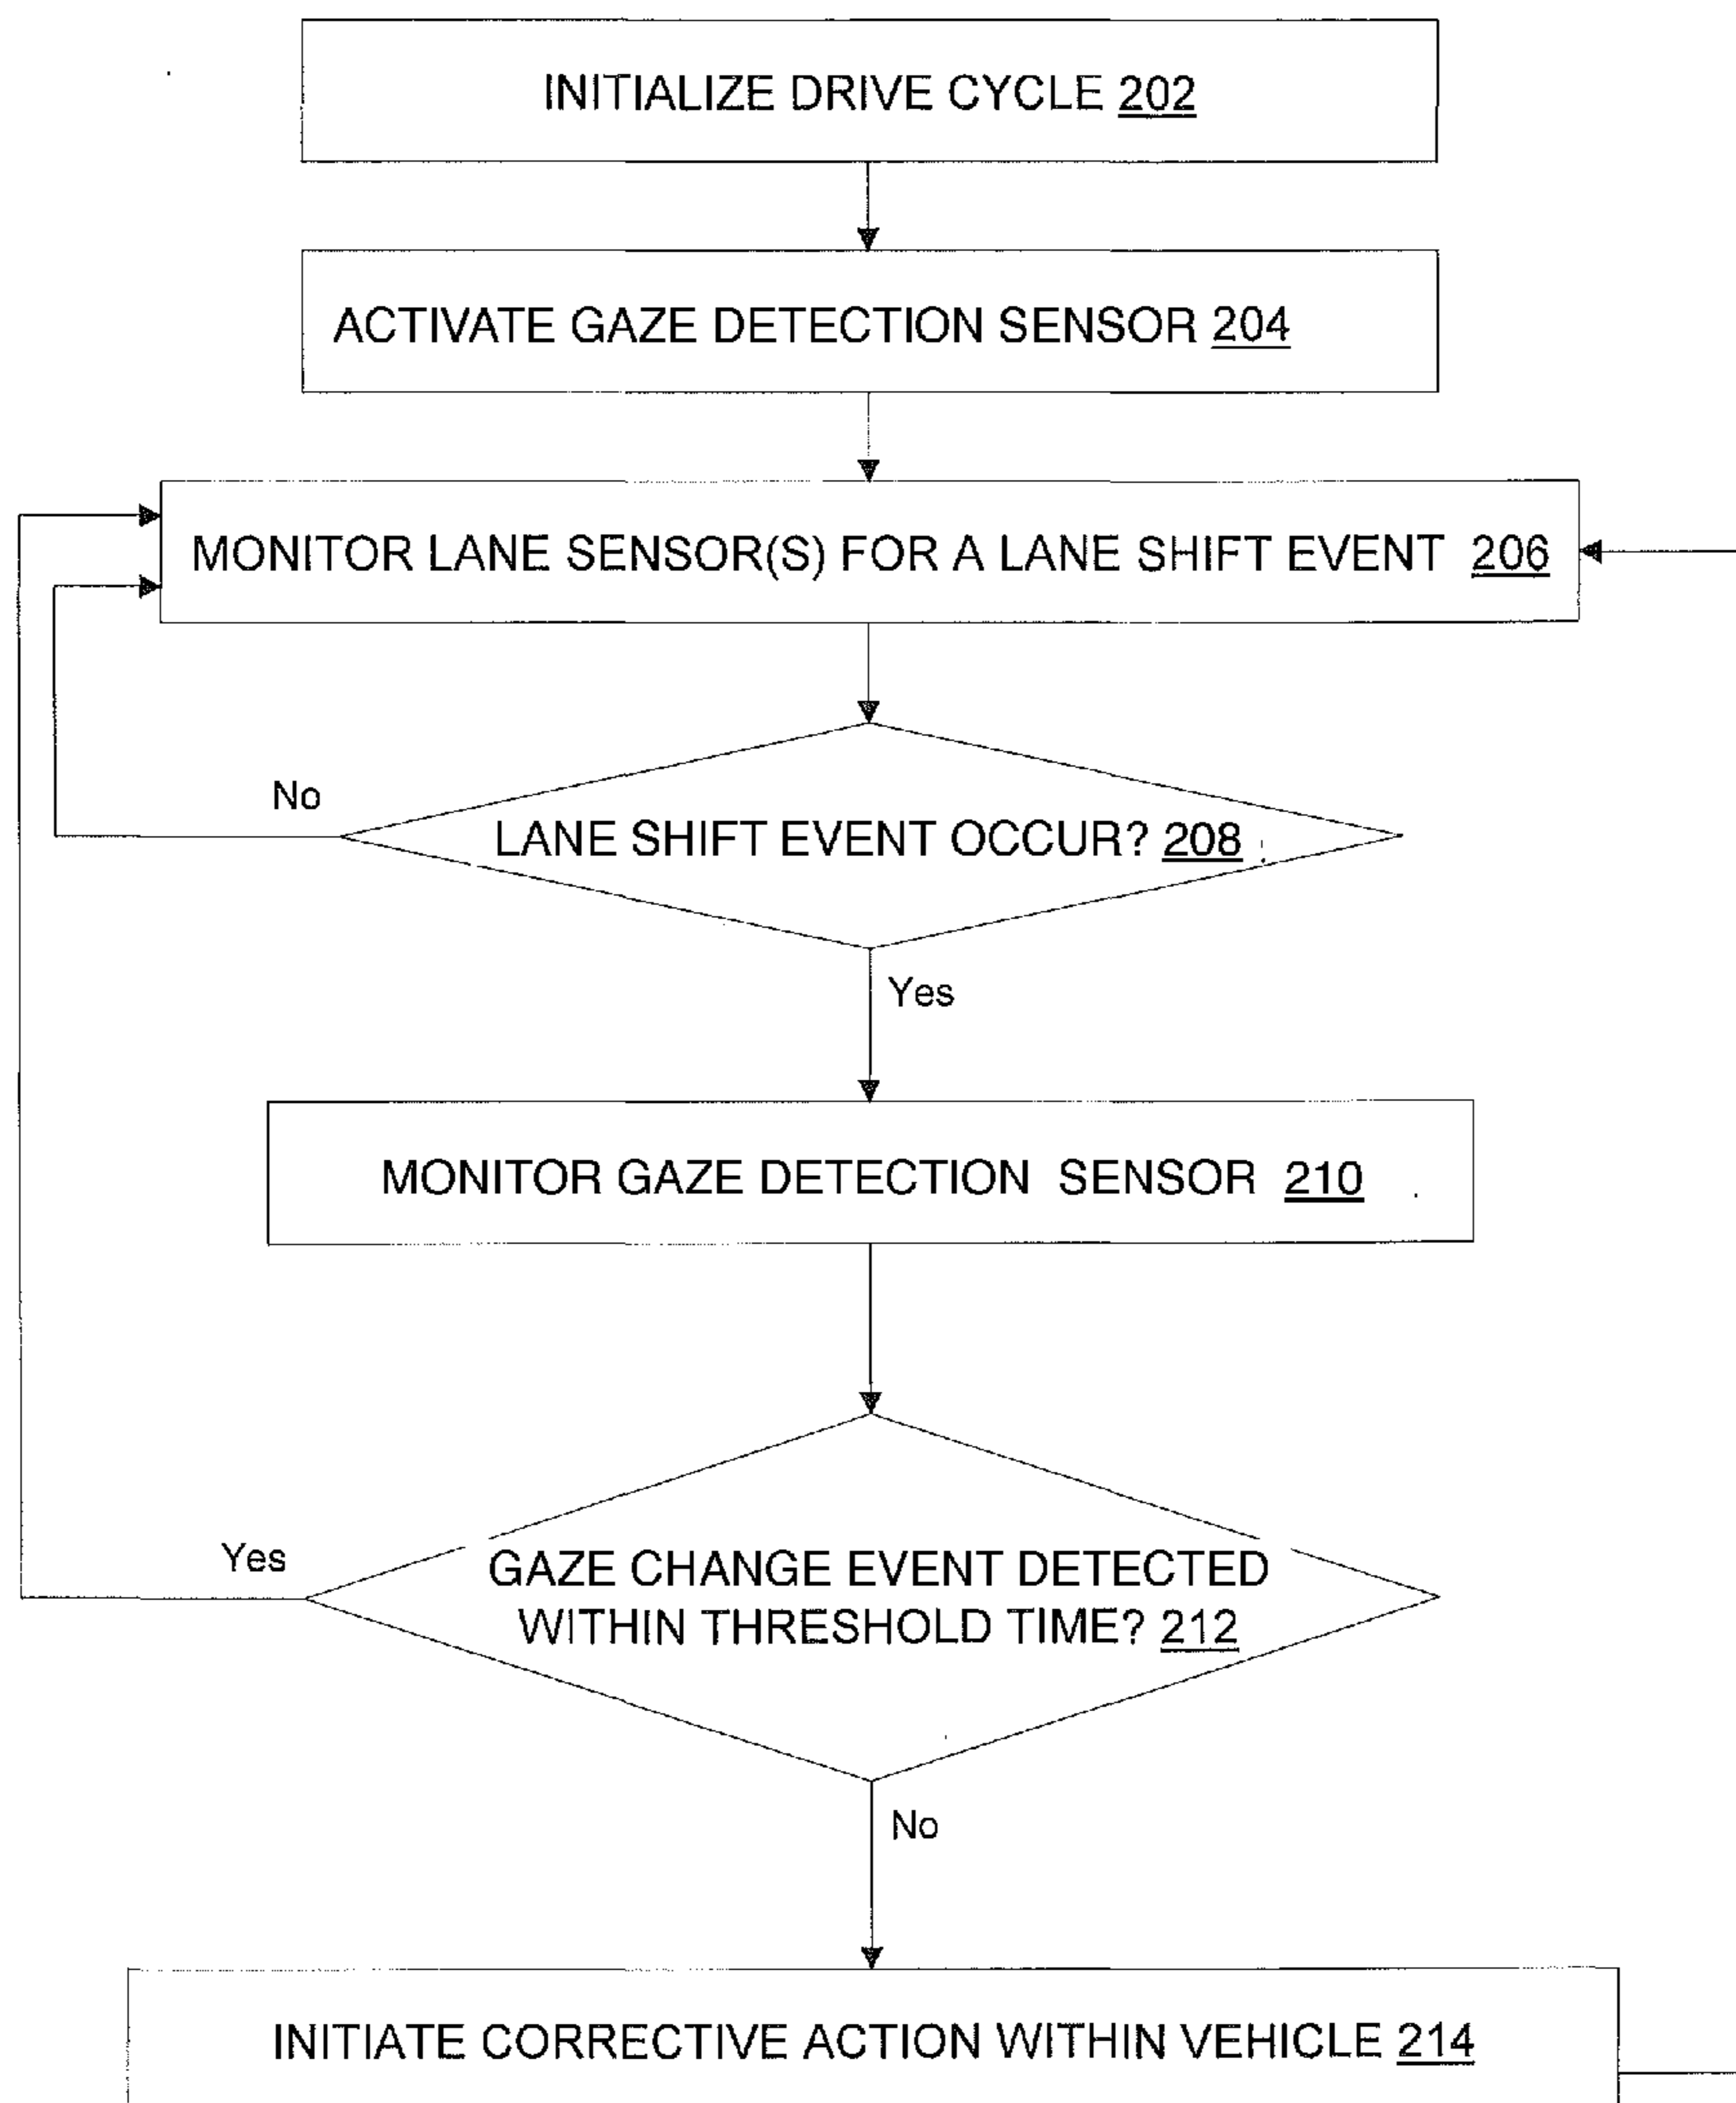 INITIALIZE DRIVE CYCLE 202
ACTIVATE GAZE DETECTION SENSOR 204
MONITOR LANE SENSOR(S) FOR A LANE SHIFT EVENT 206
No
LANE SHIFT EVENT OCCUR? 208
Yes
MONITOR GAZE DETECTION SENSOR 210
Yes
GAZE CHANGE EVENT DETECTED
WITHIN THRESHOLD TIME? 212
No
INITIATE CORRECTIVE ACTION WITHIN VEHICLE 214